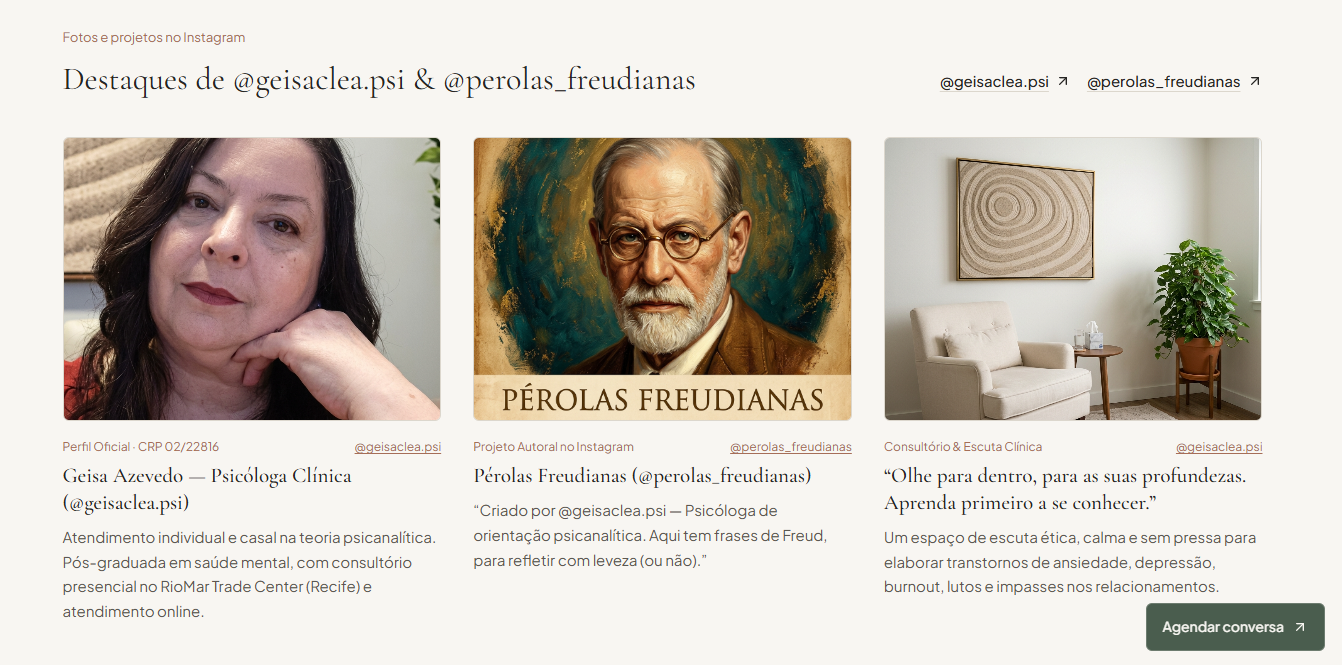 Fotos e projetos no Instagram
Destaques de @geisaclea.psi & @perolas_freudianas
@geisaclea.psi ↗ @perolas_freudianas ↗
PÉROLAS FREUDIANAS
Perfil Oficial · CRP 02/22816 @geisaclea.psi
Geisa Azevedo — Psicóloga Clínica
(@geisaclea.psi)
Atendimento individual e casal na teoria psicanalítica.
Pós-graduada em saúde mental, com consultório
presencial no RioMar Trade Center (Recife) e
atendimento online.
Projeto Autoral no Instagram @perolas_freudianas
Pérolas Freudianas (@perolas_freudianas)
“Criado por @geisaclea.psi — Psicóloga de
orientação psicanalítica. Aqui tem frases de Freud,
para refletir com leveza (ou não).”
Consultório & Escuta Clínica @geisaclea.psi
“Olhe para dentro, para as suas profundezas.
Aprenda primeiro a se conhecer.”
Um espaço de escuta ética, calma e sem pressa para
elaborar transtornos de ansiedade, depressão,
burnout, lutos e impasses nos relacionamentos.
Agendar conversa ↗